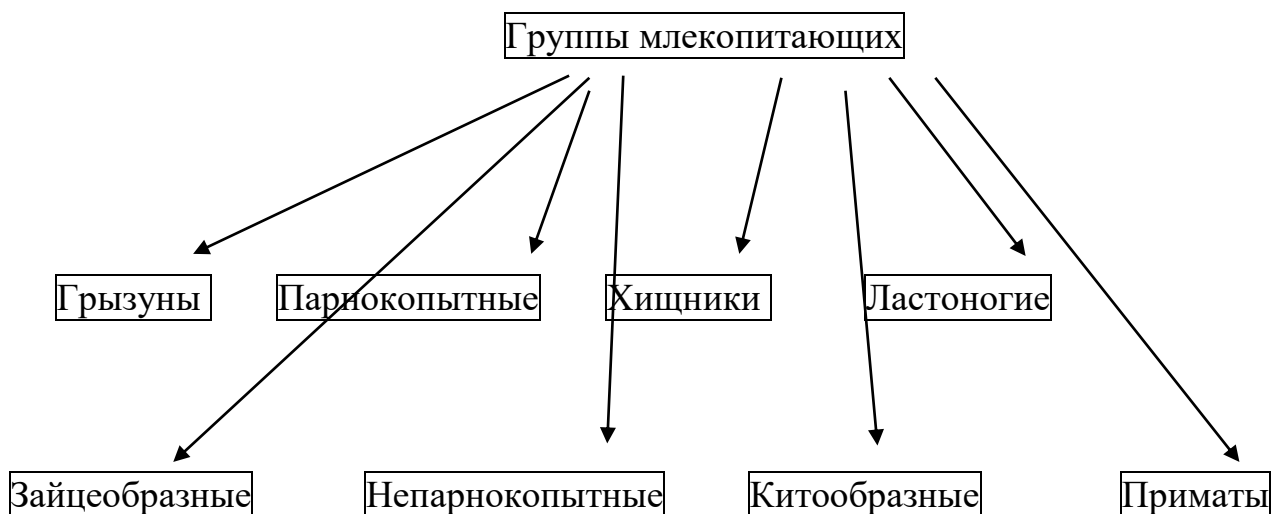 Группы млекопитающих
Грызуны Парнокопытные Хищники Ластоногие
Зайцеобразные Непарнокопытные Китообразные Приматы